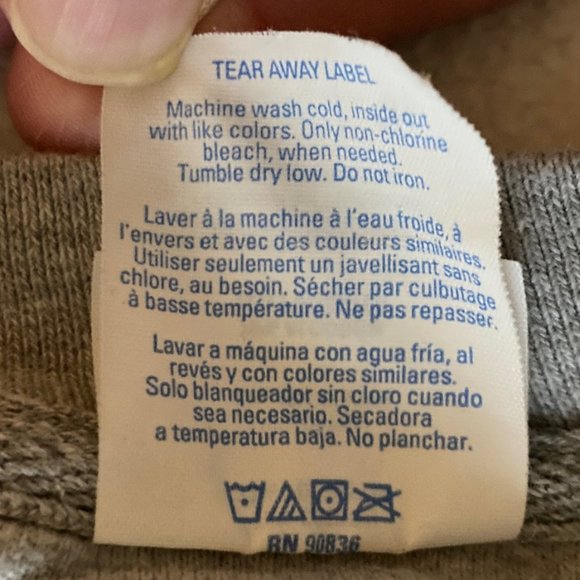 TEAR AWAY LABEL
Machine wash cold, inside out
with like colors. Only non-chlorine
bleach, when needed.
Tumble dry low. Do not iron.
Laver à la machine à l'eau froide, à
l'envers et avec des couleurs similaires.
Utiliser seulement un javellisant sans
chlore, au besoin. Sécher par culbutage
à basse température. Ne pas repasser.
Lavar a máquina con agua fría, al
revés y con colores similares.
Solo blanqueador sin cloro cuando
sea necesario. Secadora
a temperatura baja. No planchar.
RN 90836